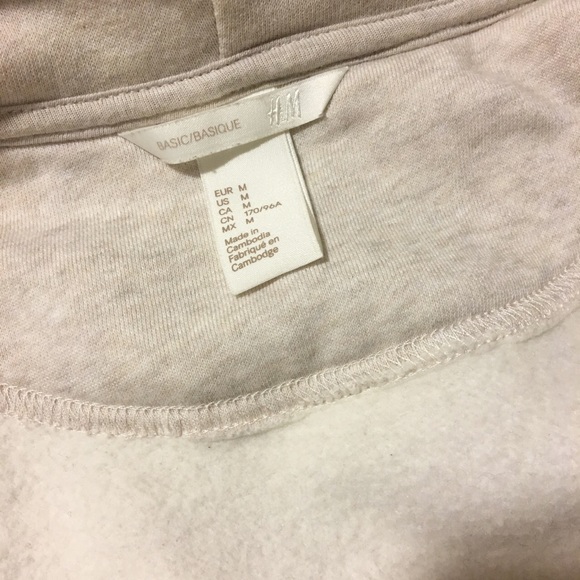 BASIC/BASIQUE H&M
EUR M
US M
CA M
CN 170/96A
MX M
Made in
Cambodia
Fabriqué en
Cambodge